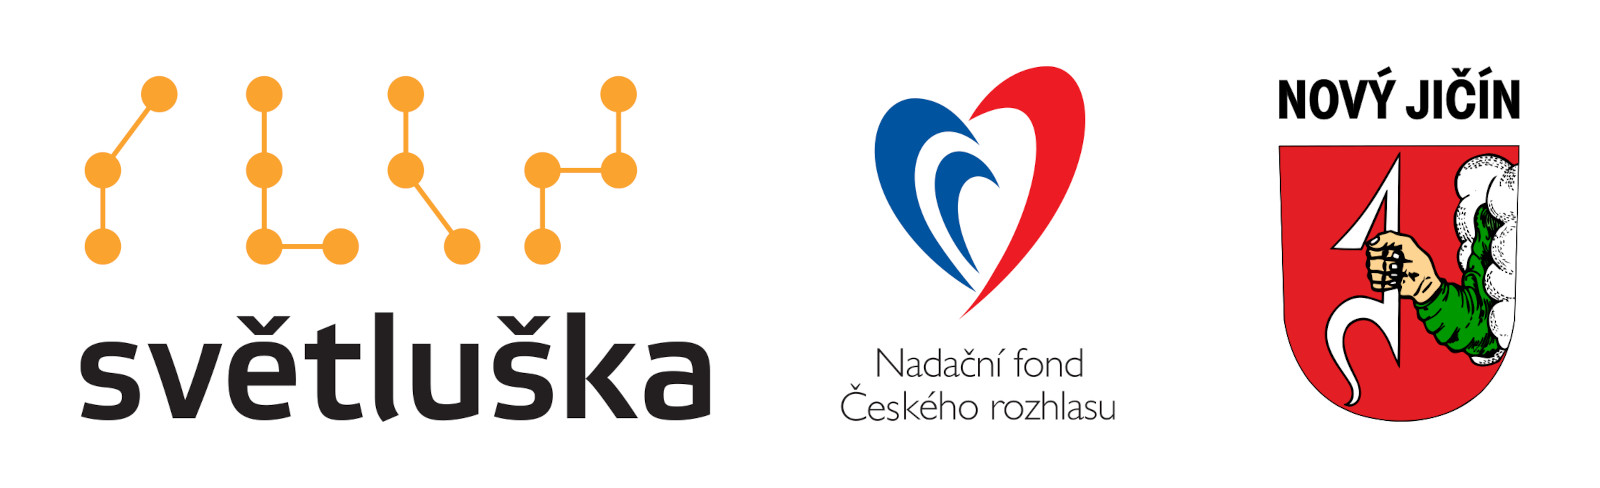 světluška
Nadační fond
Českého rozhlasu
NOVÝ JIČÍN